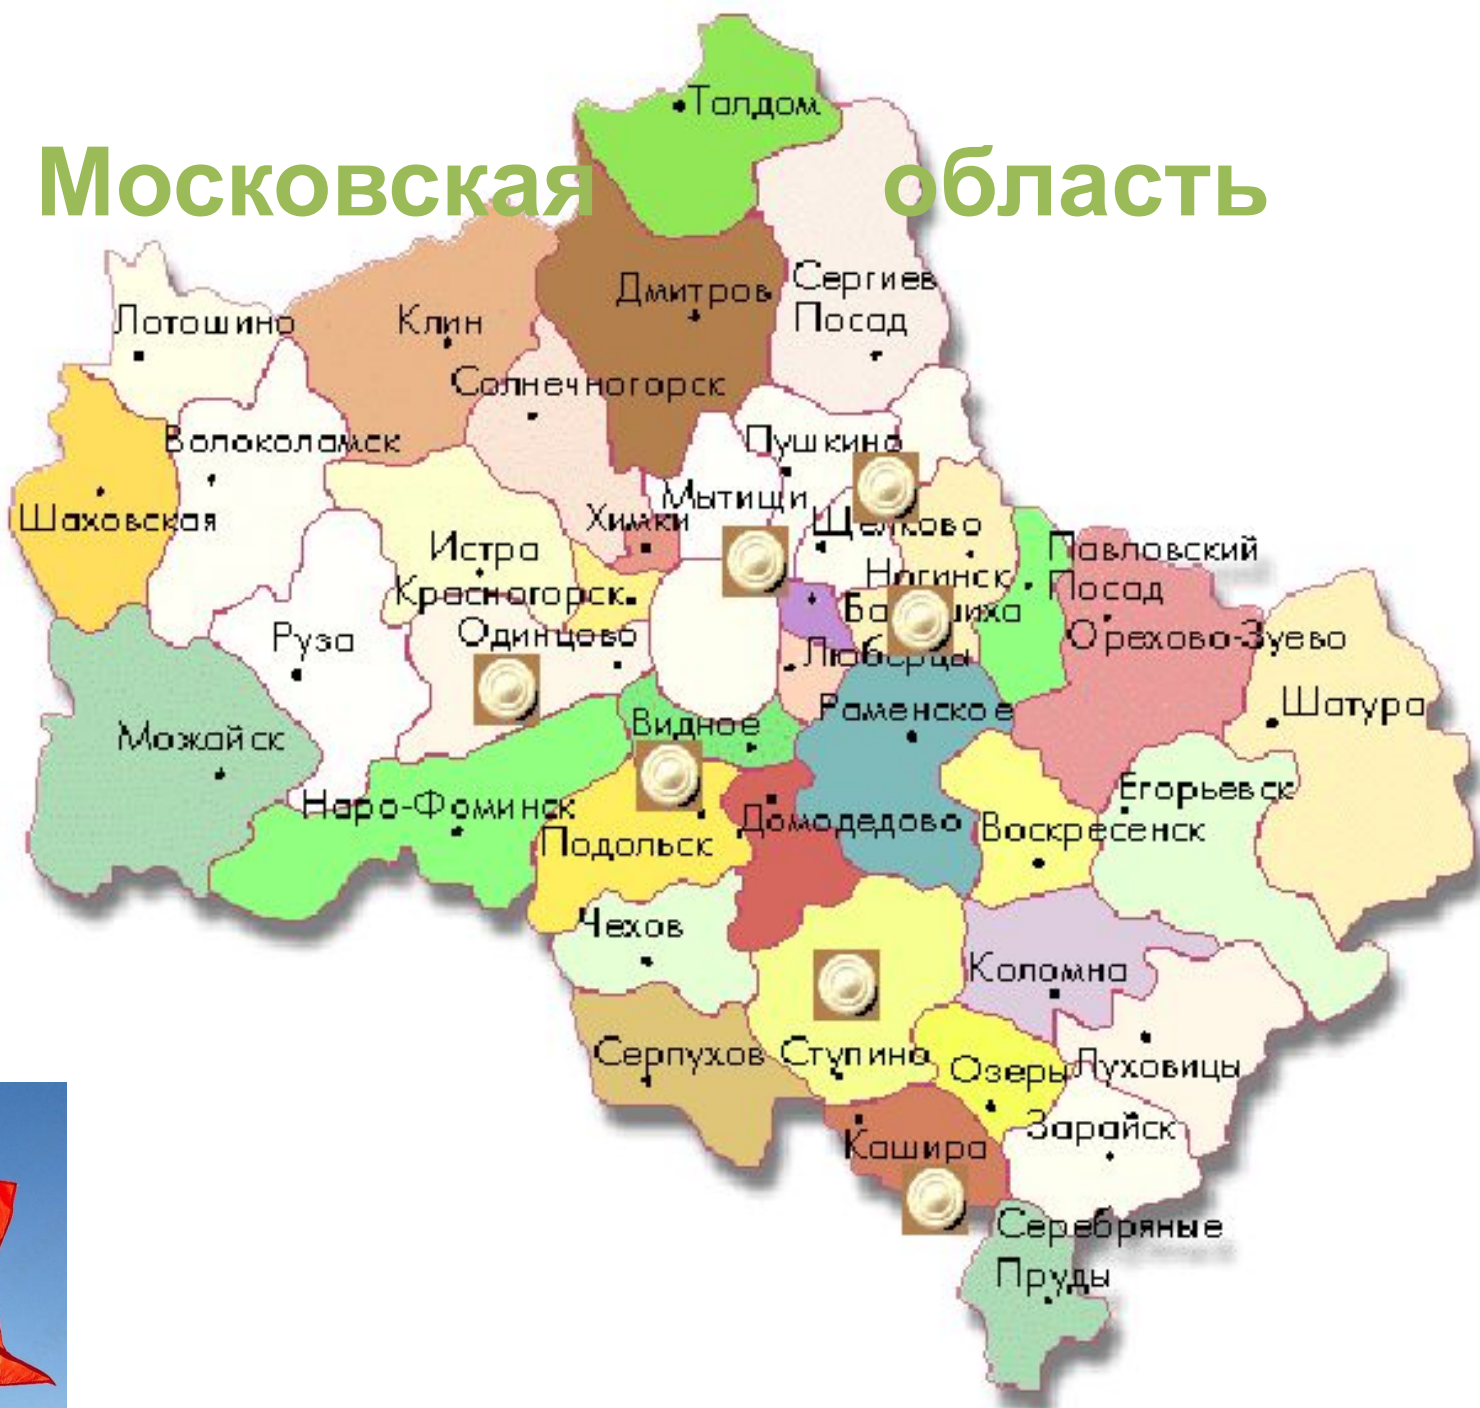 Талдом
Московская область
Дмитров
Сергиев
Посад
Лотошино
Клин
Солнечногорск
Волоколамск
Пушкино
Мытищи
Шаховская
Химки
Щелково
Истра
Павловский
Посад
Красногорск
Ногинск
Руза
Одинцово
Орехово-Зуево
Люберцы
Шатура
Можайск
Видное
Раменское
Егорьевск
Наро-Фоминск
Подольск
Домодедово
Воскресенск
Чехов
Коломна
Серпухов
Ступино
Озеры
Луховицы
Зарайск
Кашира
Серебряные
Пруды